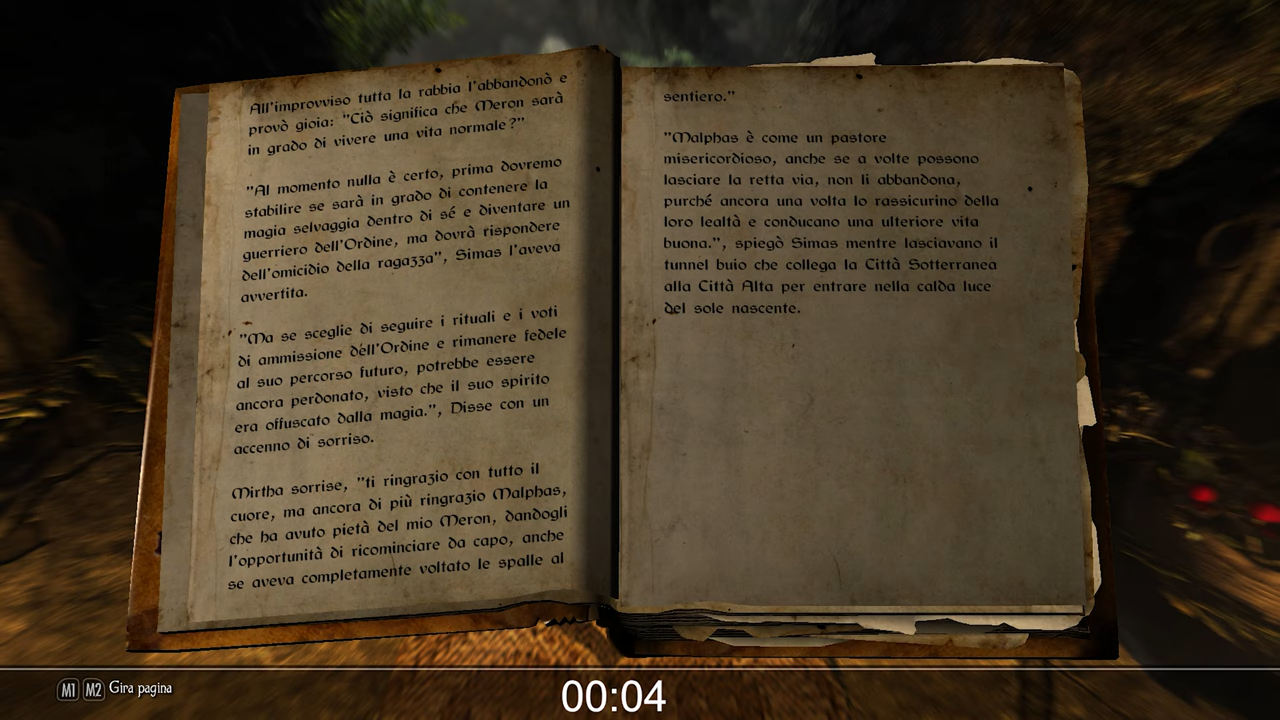 All'improvviso tutta la rabbia l'abbandonò e
provò gioia: "Ciò significa che Meron sarà
in grado di vivere una vita normale?"
"Al momento nulla è certo, prima dovremo
stabilire se sarà in grado di contenere la
magia selvaggia dentro di sé e diventare un
guerriero dell'Ordine, ma dovrà rispondere
dell'omicidio della ragazza", Simas l'aveva
avvertita.
"Ma se sceglie di seguire i rituali e i voti
di ammissione dell'Ordine e rimanere fedele
al suo percorso futuro, potrebbe essere
ancora perdonato, visto che il suo spirito
era offuscato dalla magia.", Disse con un
accenno di sorriso.
Mirtha sorrise, "ti ringrazio con tutto il
cuore, ma ancora di più ringrazio Malphas,
che ha avuto pietà del mio Meron, dandogli
l'opportunità di ricominciare da capo, anche
se aveva completamente voltato le spalle al
sentiero."
"Malphas è come un pastore
misericordioso, anche se a volte possono
lasciare la retta via, non li abbandona,
purché ancora una volta lo rassicurino della
loro lealtà e conducano una ulteriore vita
buona.", spiegò Simas mentre lasciavano il
tunnel buio che collega la Città Sotterranea
alla Città Alta per entrare nella calda luce
del sole nascente.
M1 M2 Gira pagina
00:04